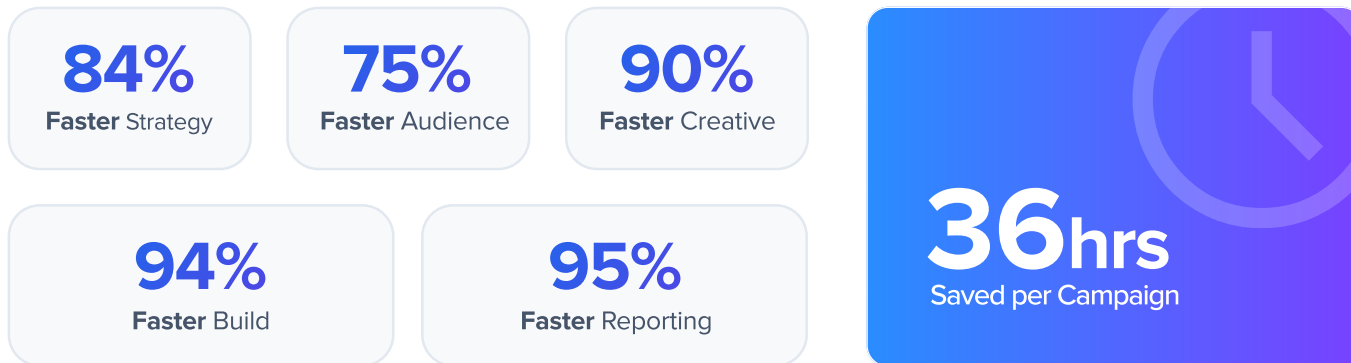 84%
Faster Strategy
75%
Faster Audience
90%
Faster Creative
94%
Faster Build
95%
Faster Reporting
36hrs
Saved per Campaign